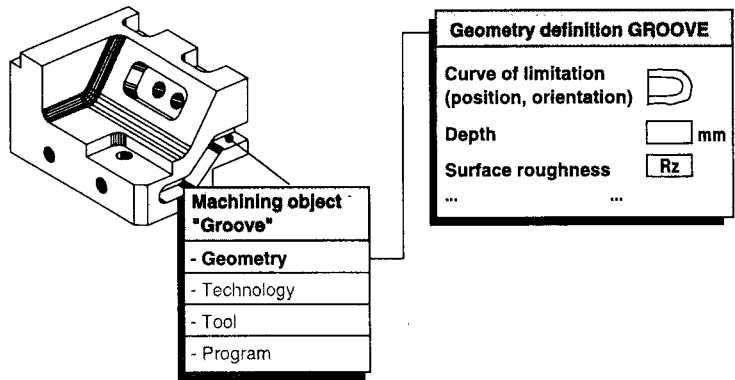 Geometry definition GROOVE
Curve of limitation
(position, orientation)
Depth mm
Surface roughness Rz
... ...
Machining object
"Groove"
- Geometry
- Technology
- Tool
- Program